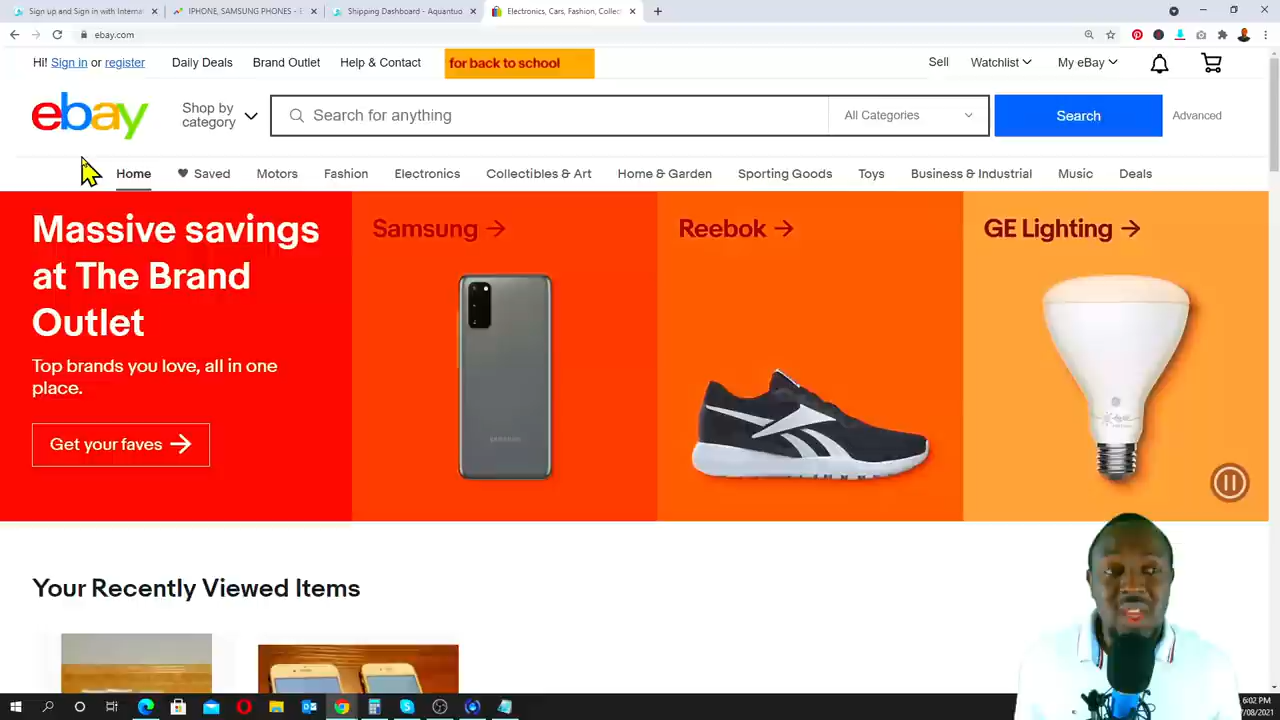 Sign up and Sign in with Interna
IPHONE, SAMSUNG PHONES - E
Shipping Dashboard - Aquantuo
Electronics, Cars, Fashion, Collec
ebay.com
Hi! Sign in or register
Daily Deals
Brand Outlet
Help & Contact
for back to school
Sell
Watchlist
My eBay
ebay
Shop by
category
Search for anything
All Categories
Search
Advanced
Home
Saved
Motors
Fashion
Electronics
Collectibles & Art
Home & Garden
Sporting Goods
Toys
Business & Industrial
Music
Deals
Massive savings
at The Brand
Outlet
Top brands you love, all in one
place.
Get your faves
Samsung
Reebok
GE Lighting
SAMSUNG
Your Recently Viewed Items
6:02 PM
7/08/2021